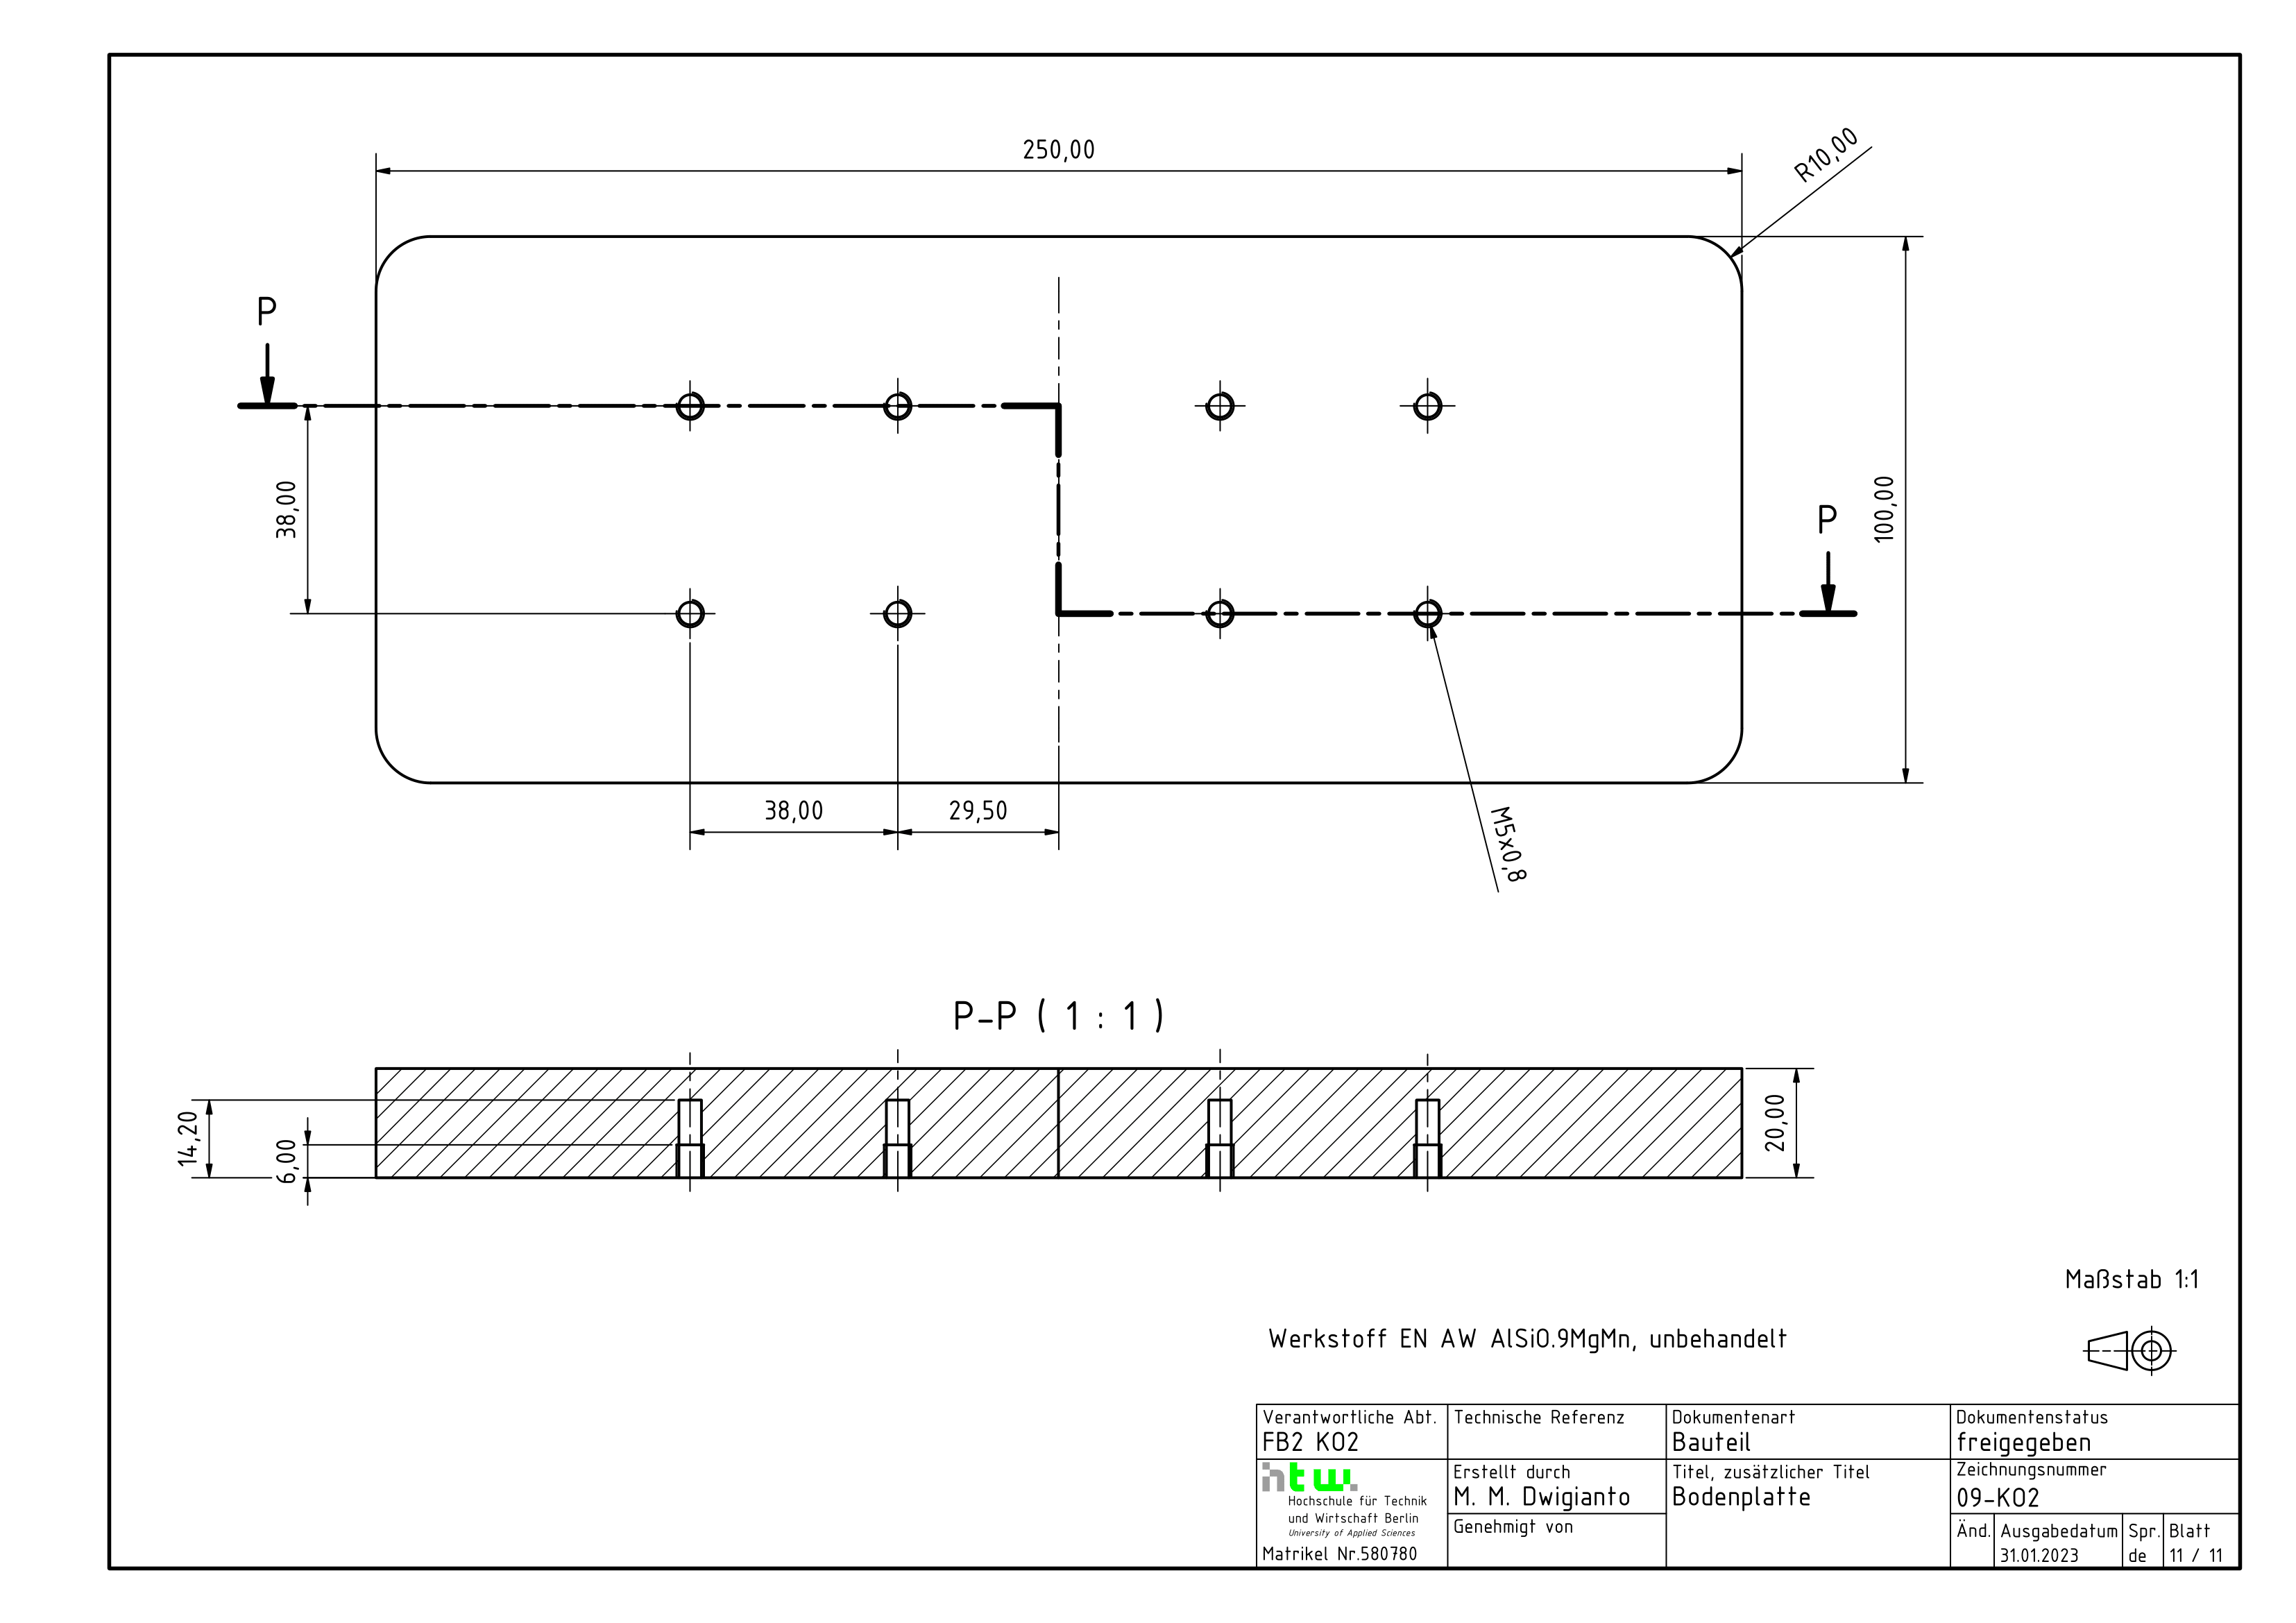 250,00
R10,00
P
38,00
P
100,00
38,00
29,50
M5x0,8
P-P ( 1 : 1 )
14,20
6,00
20,00
Maßstab 1:1
Werkstoff EN AW AlSi0.9MgMn, unbehandelt
Verantwortliche Abt.
FB2 KO2
Technische Referenz
Dokumentenart
Bauteil
Dokumentenstatus
freigegeben
htw.
Hochschule für Technik
und Wirtschaft Berlin
University of Applied Sciences
Matrikel Nr.580780
Erstellt durch
M. M. Dwigianto
Genehmigt von
Titel, zusätzlicher Titel
Bodenplatte
Zeichnungsnummer
09-KO2
Änd.
Ausgabedatum
31.01.2023
Spr.
de
Blatt
11 / 11